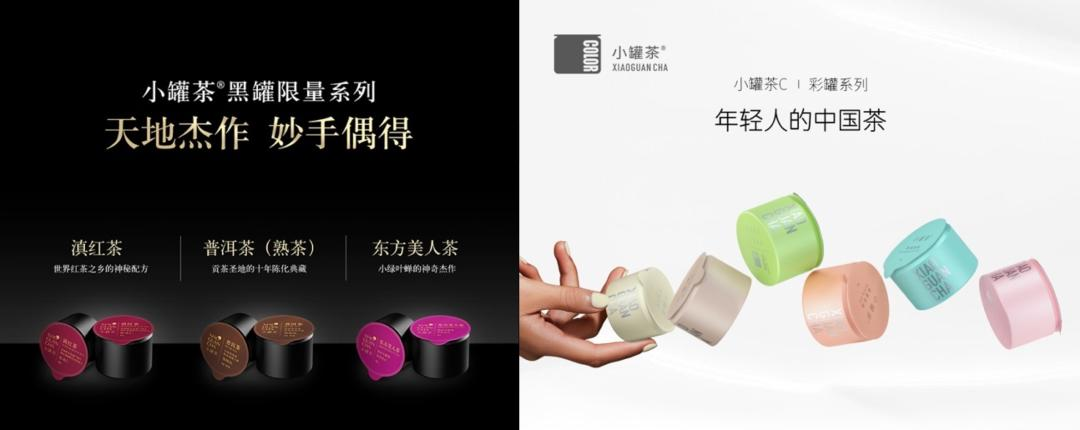 小罐茶®黑罐限量系列
天地杰作 妙手偶得
滇红茶
世界红茶之乡的神秘配方
普洱茶（熟茶）
贡茶圣地的十年陈化典藏
东方美人茶
小绿叶蝉的神奇杰作
COLOR
小罐茶®
XIAOGUAN CHA
小罐茶C | 彩罐系列
年轻人的中国茶
XIAN
GUAN
CHA